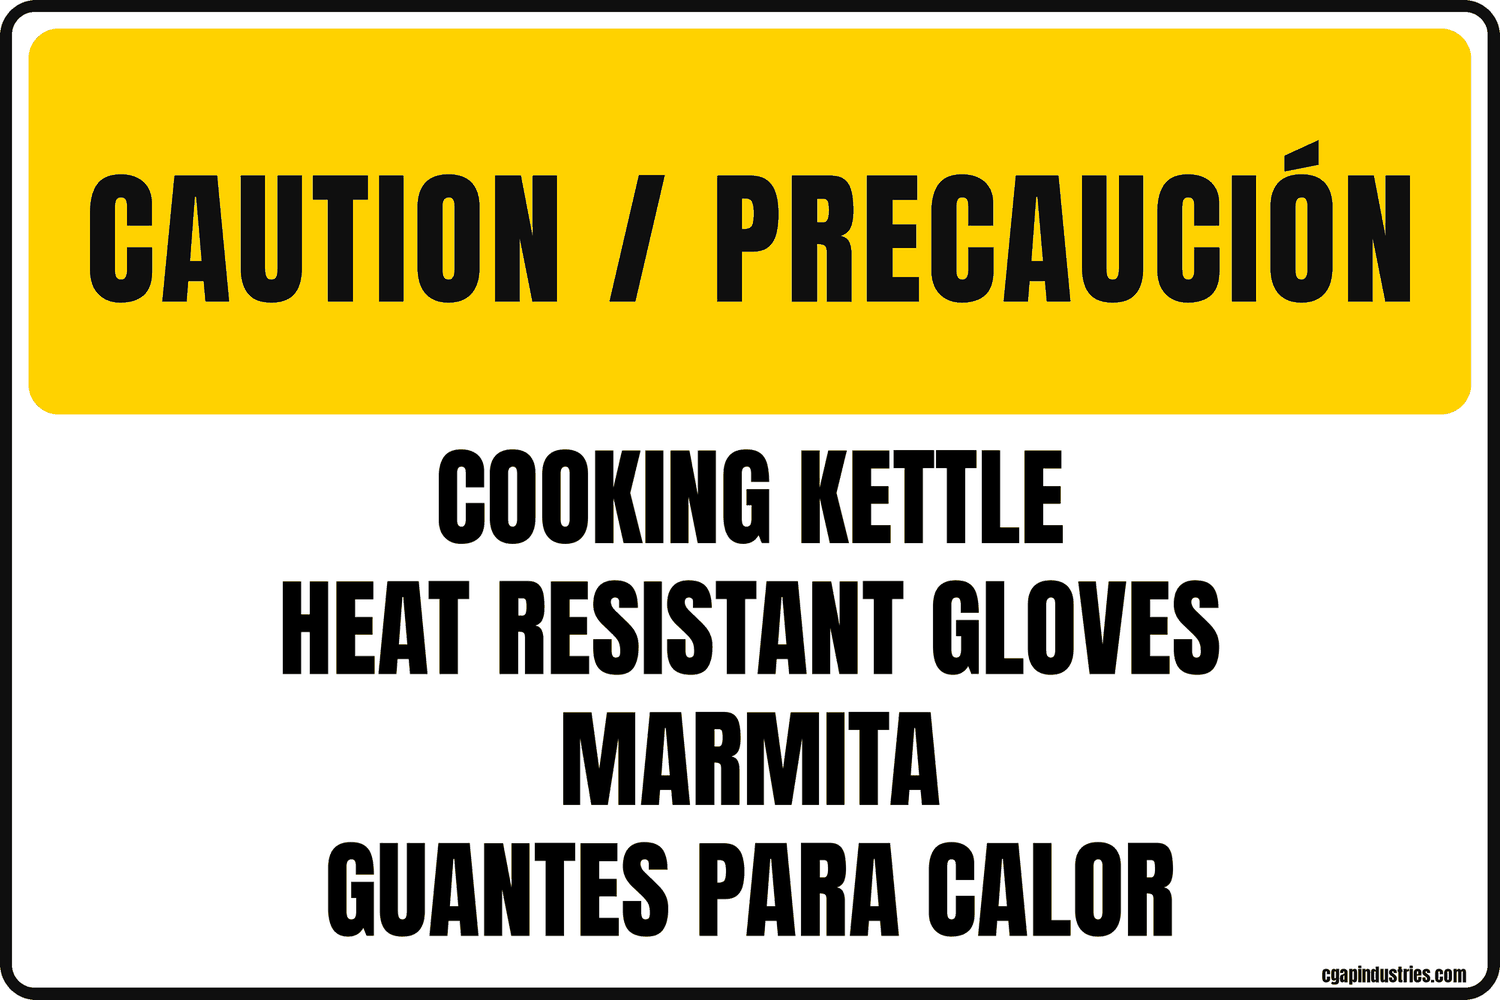 CAUTION / PRECAUCIÓN
COOKING KETTLE
HEAT RESISTANT GLOVES
MARMITA
GUANTES PARA CALOR
cgapindustries.com